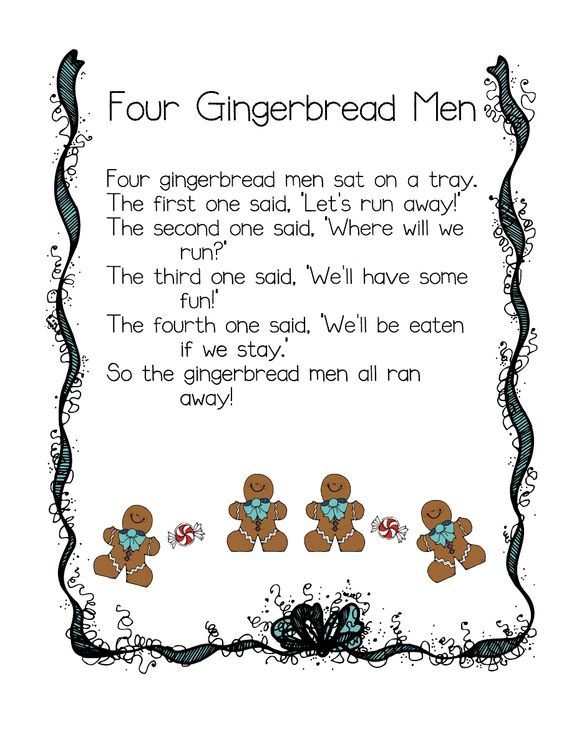 Four Gingerbread Men
Four gingerbread men sat on a tray.
The first one said, 'Let's run away!'
The second one said, 'Where will we
run?'
The third one said, 'We'll have some
fun!'
The fourth one said, 'We'll be eaten
if we stay.'
So the gingerbread men all ran
away!